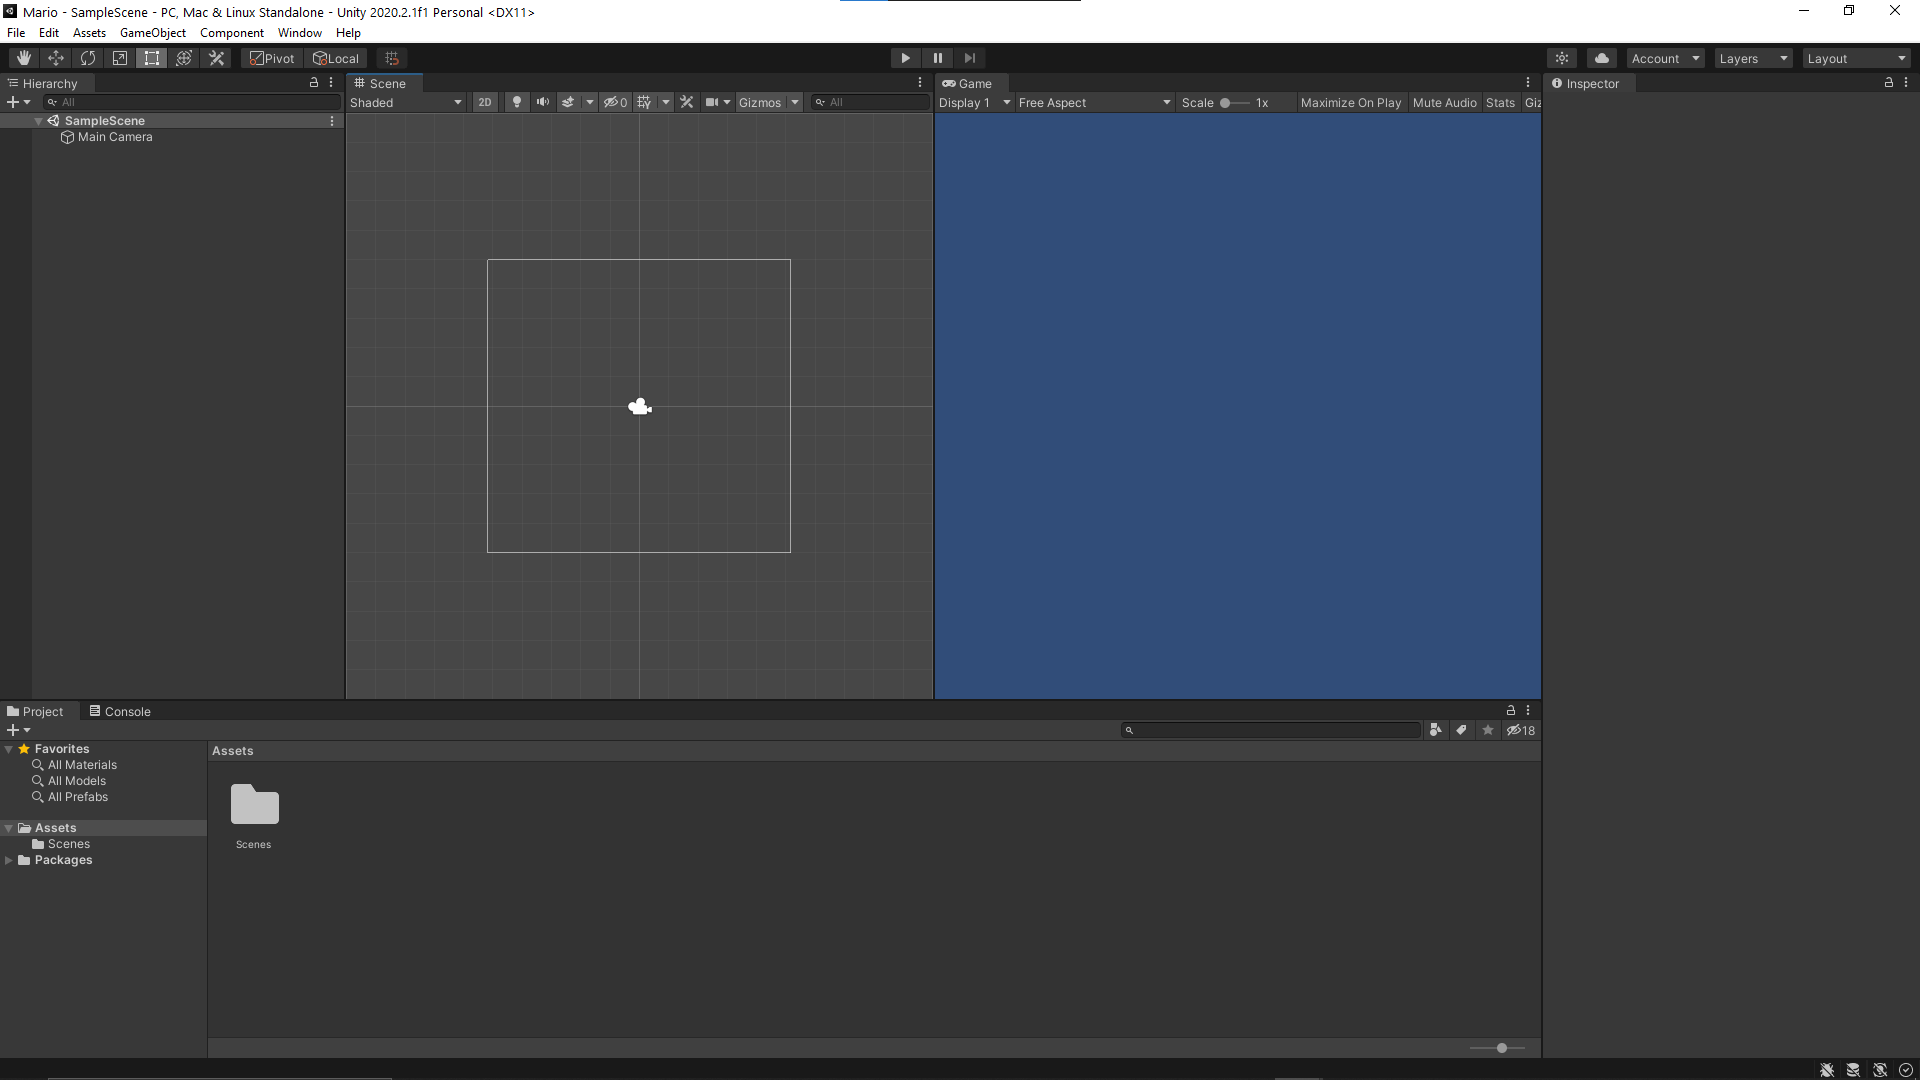 Mario - SampleScene - PC, Mac & Linux Standalone - Unity 2020.2.1f1 Personal <DX11>
File Edit Assets GameObject Component Window Help
Pivot Local Account Layers Layout
Hierarchy
All
SampleScene
Main Camera
Scene
Shaded 2D 0 Gizmos All
Game
Display 1 Free Aspect Scale 1x Maximize On Play Mute Audio Stats Giz
Inspector
Project Console
18
Favorites
All Materials
All Models
All Prefabs
Assets
Scenes
Packages
Assets
Scenes